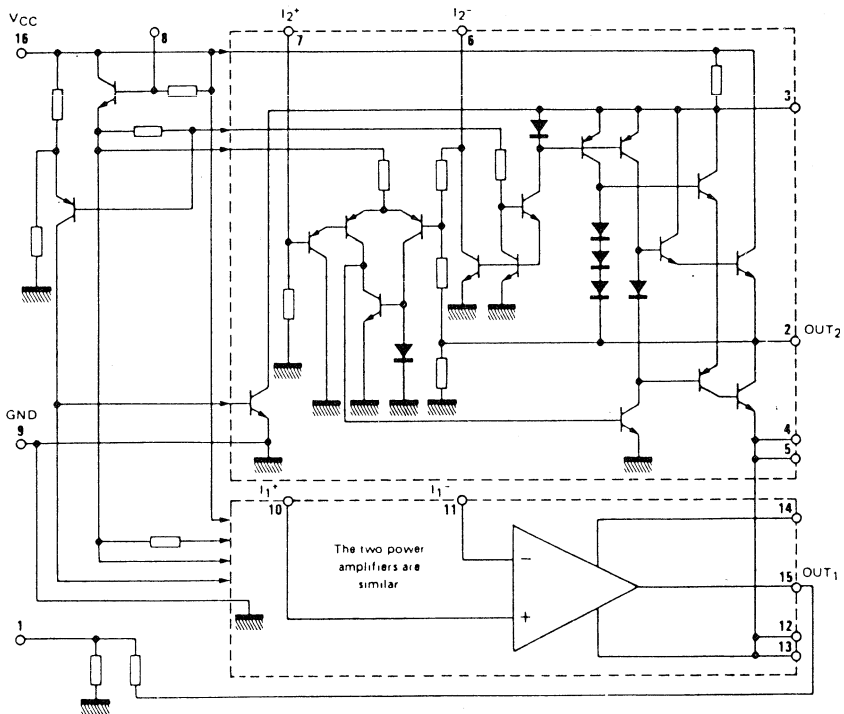 VCC
16
8
I2+
7
I2−
6
3
2 OUT2
4
5
GND
9
I1+
10
I1−
11
14
The two power
amplifiers are
similar
−
+
15 OUT1
12
13
1